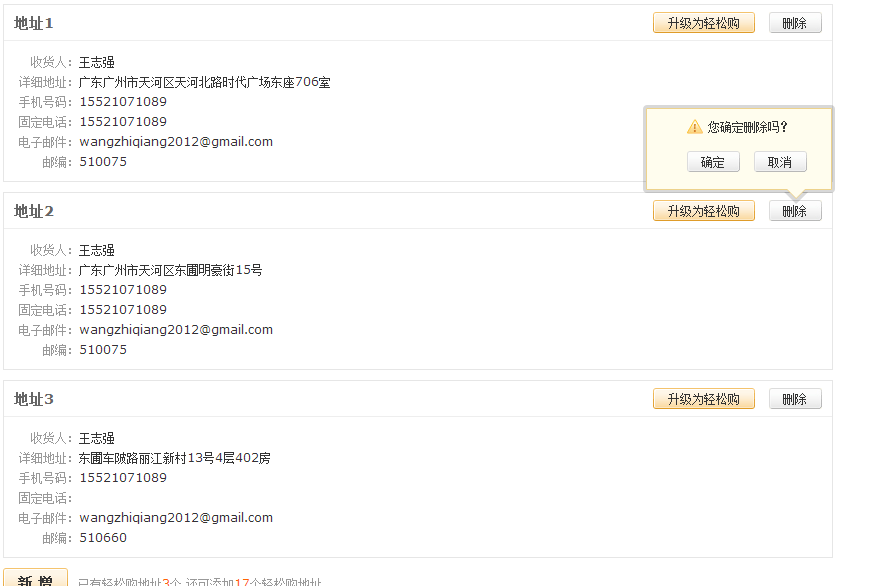 地址1 升级为轻松购 删除
收货人： 王志强
详细地址： 广东广州市天河区天河北路时代广场东座706室
手机号码： 15521071089
固定电话： 15521071089
电子邮件： wangzhiqiang2012@gmail.com
邮编： 510075
您确定删除吗？
确定 取消
地址2 升级为轻松购 删除
收货人： 王志强
详细地址： 广东广州市天河区东圃明豪街15号
手机号码： 15521071089
固定电话： 15521071089
电子邮件： wangzhiqiang2012@gmail.com
邮编： 510075
地址3 升级为轻松购 删除
收货人： 王志强
详细地址： 东圃车陂路丽江新村13号4层402房
手机号码： 15521071089
固定电话：
电子邮件： wangzhiqiang2012@gmail.com
邮编： 510660
新 增 已有轻松购地址3个,还可添加17个轻松购地址